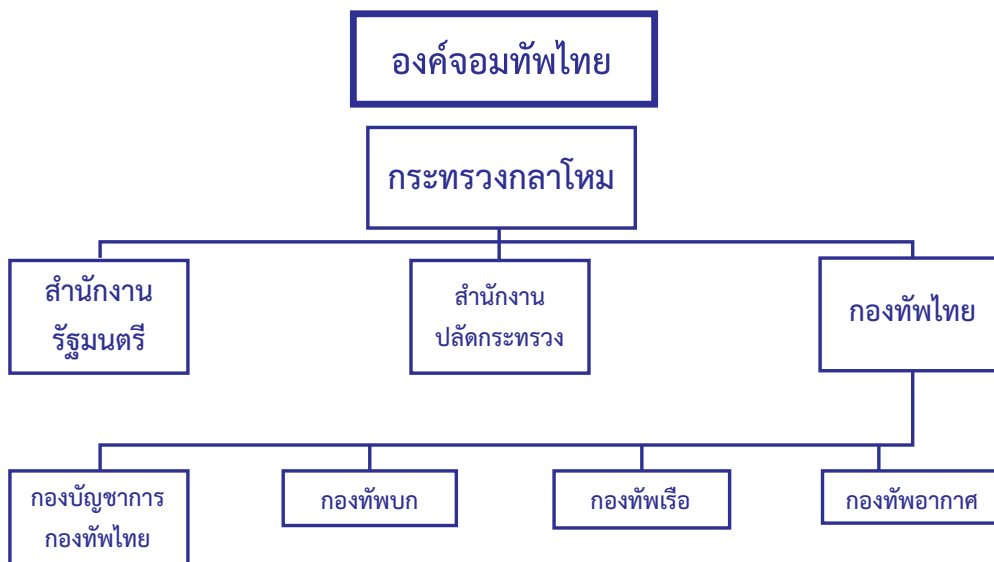 องค์จอมทัพไทย
กระทรวงกลาโหม
สำนักงาน
รัฐมนตรี
สำนักงาน
ปลัดกระทรวง
กองทัพไทย
กองบัญชาการ
กองทัพไทย
กองทัพบก
กองทัพเรือ
กองทัพอากาศ